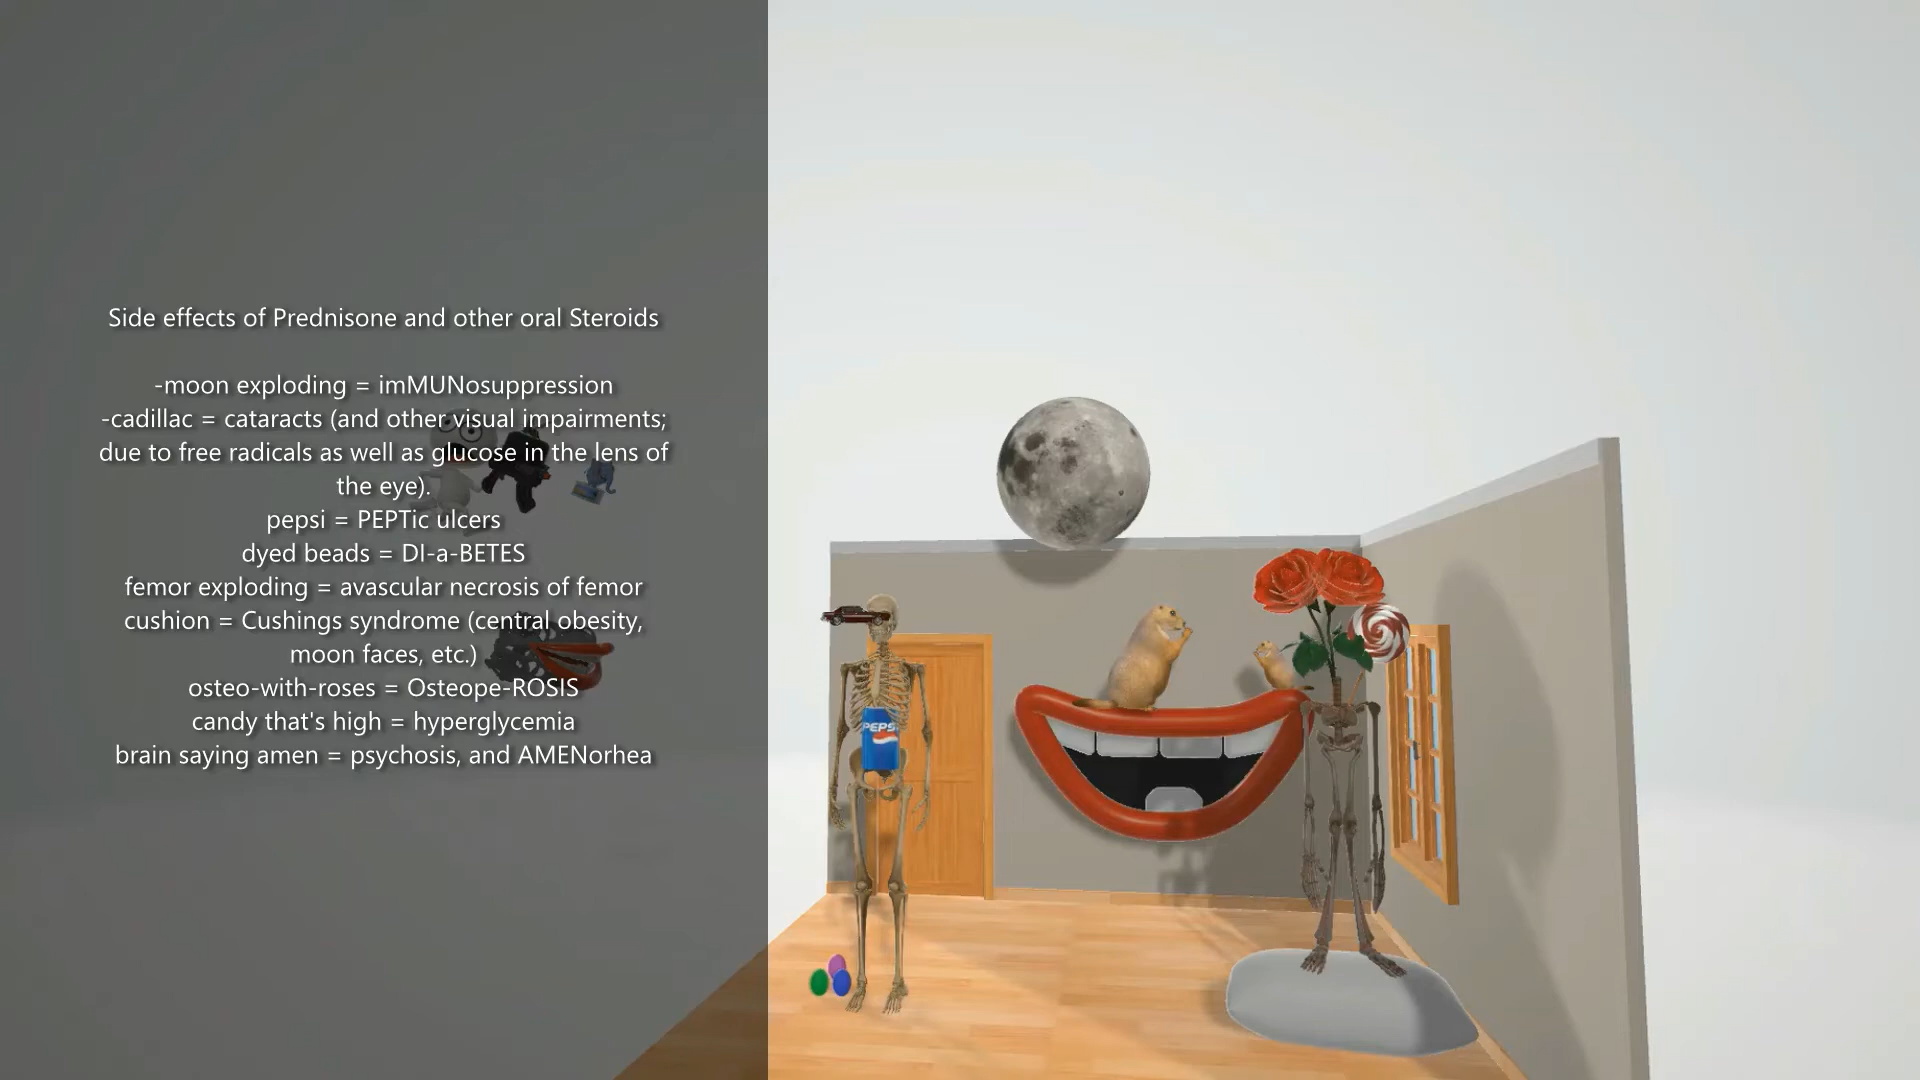 Side effects of Prednisone and other oral Steroids
-moon exploding = imMUNosuppression
-cadillac = cataracts (and other visual impairments;
due to free radicals as well as glucose in the lens of
the eye).
pepsi = PEPTic ulcers
dyed beads = DI-a-BETES
femor exploding = avascular necrosis of femor
cushion = Cushings syndrome (central obesity,
moon faces, etc.)
osteo-with-roses = Osteope-ROSIS
candy that's high = hyperglycemia
brain saying amen = psychosis, and AMENorhea
PEPSI